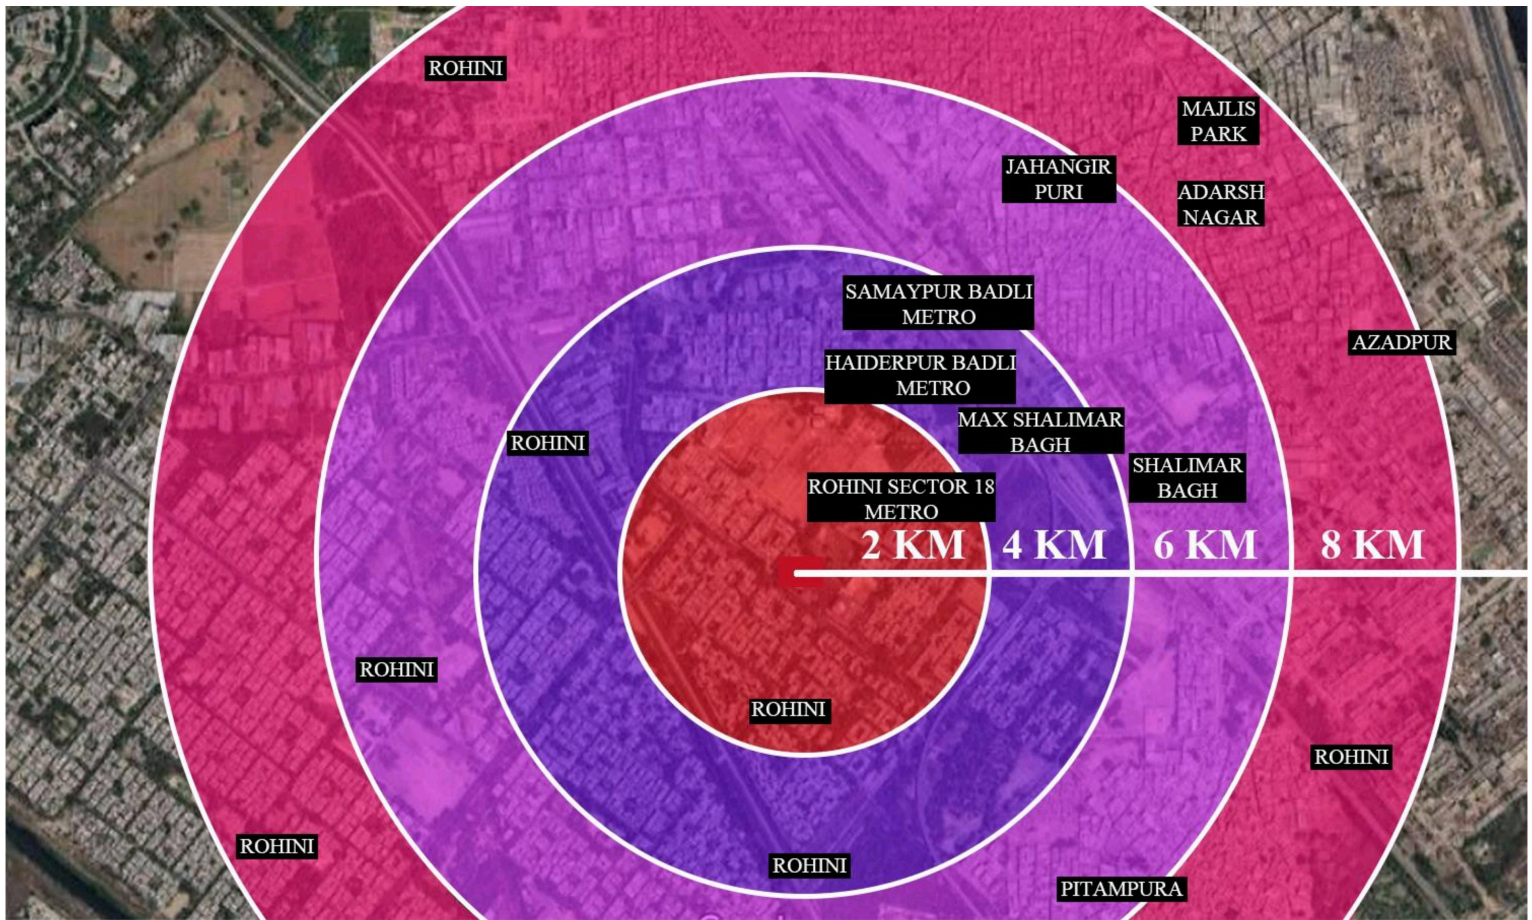 ROHINI
MAJLIS
PARK
JAHANGIR
PURI
ADARSH
NAGAR
SAMAYPUR BADLI
METRO
AZADPUR
HAIDERPUR BADLI
METRO
MAX SHALIMAR
BAGH
ROHINI
SHALIMAR
BAGH
ROHINI SECTOR 18
METRO
2 KM
4 KM
6 KM
8 KM
ROHINI
ROHINI
ROHINI
ROHINI
ROHINI
PITAMPURA